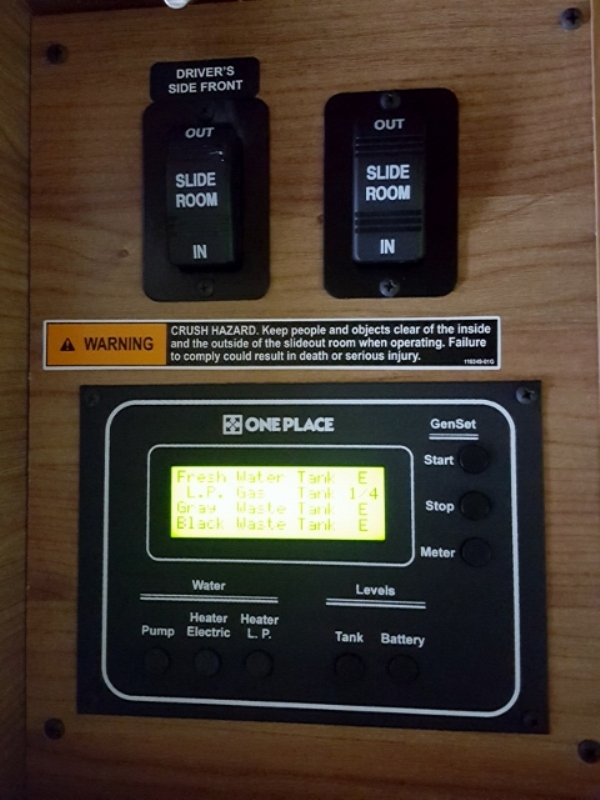 DRIVER'S
SIDE FRONT
OUT
SLIDE
ROOM
IN
OUT
SLIDE
ROOM
IN
WARNING
CRUSH HAZARD. Keep people and objects clear of the inside
and the outside of the slideout room when operating. Failure
to comply could result in death or serious injury.
ONE PLACE
GenSet
Start
Stop
Meter
Fresh Water Tank E
L.P. Gas Tank 1/4
Gray Waste Tank E
Black Waste Tank E
Water
Pump
Heater
Electric
Heater
L. P.
Levels
Tank
Battery